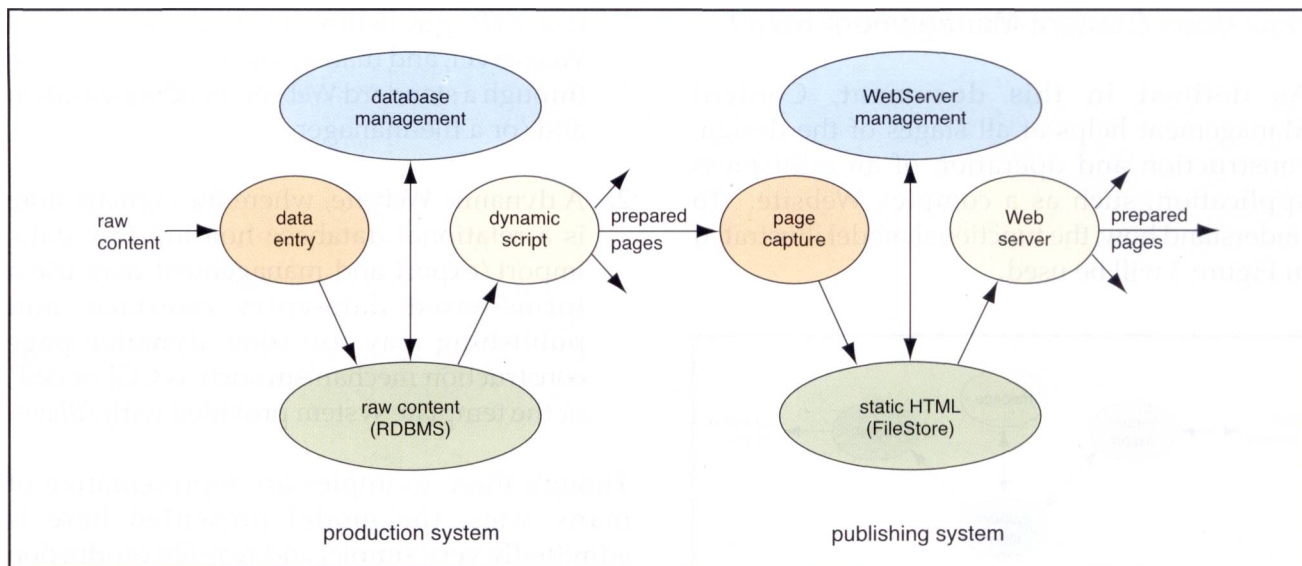 database
management
WebServer
management
raw
content
data
entry
dynamic
script
prepared
pages
page
capture
Web
server
prepared
pages
raw content
(RDBMS)
static HTML
(FileStore)
production system
publishing system